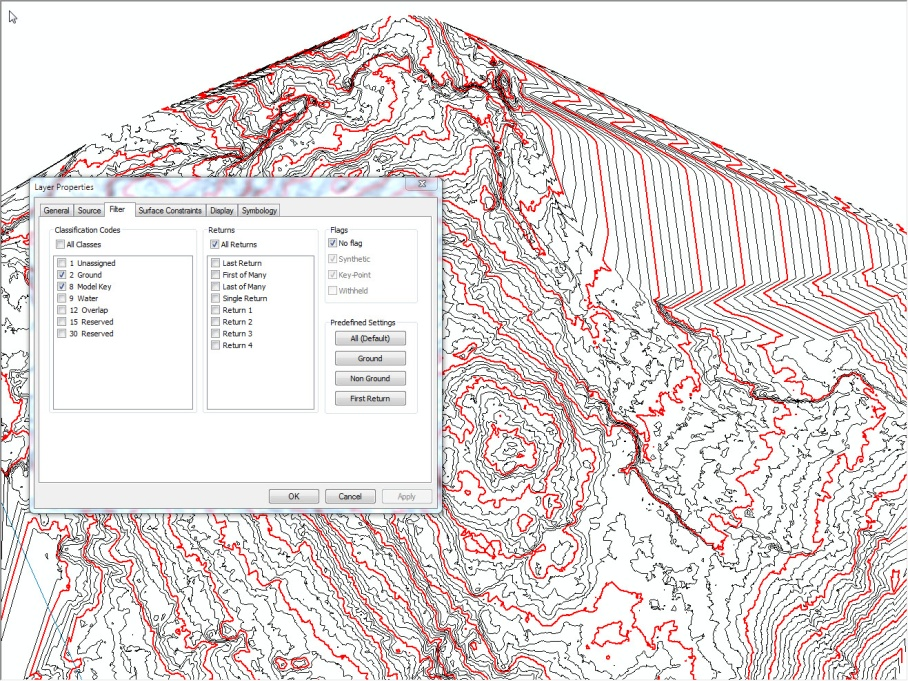 Layer Properties
General Source Filter Surface Constraints Display Symbology
Classification Codes
All Classes
1 Unassigned
2 Ground
8 Model Key
9 Water
12 Overlap
15 Reserved
30 Reserved
Returns
All Returns
Last Return
First of Many
Last of Many
Single Return
Return 1
Return 2
Return 3
Return 4
Flags
No flag
Synthetic
Key-Point
Withheld
Predefined Settings
All (Default)
Ground
Non Ground
First Return
OK Cancel Apply